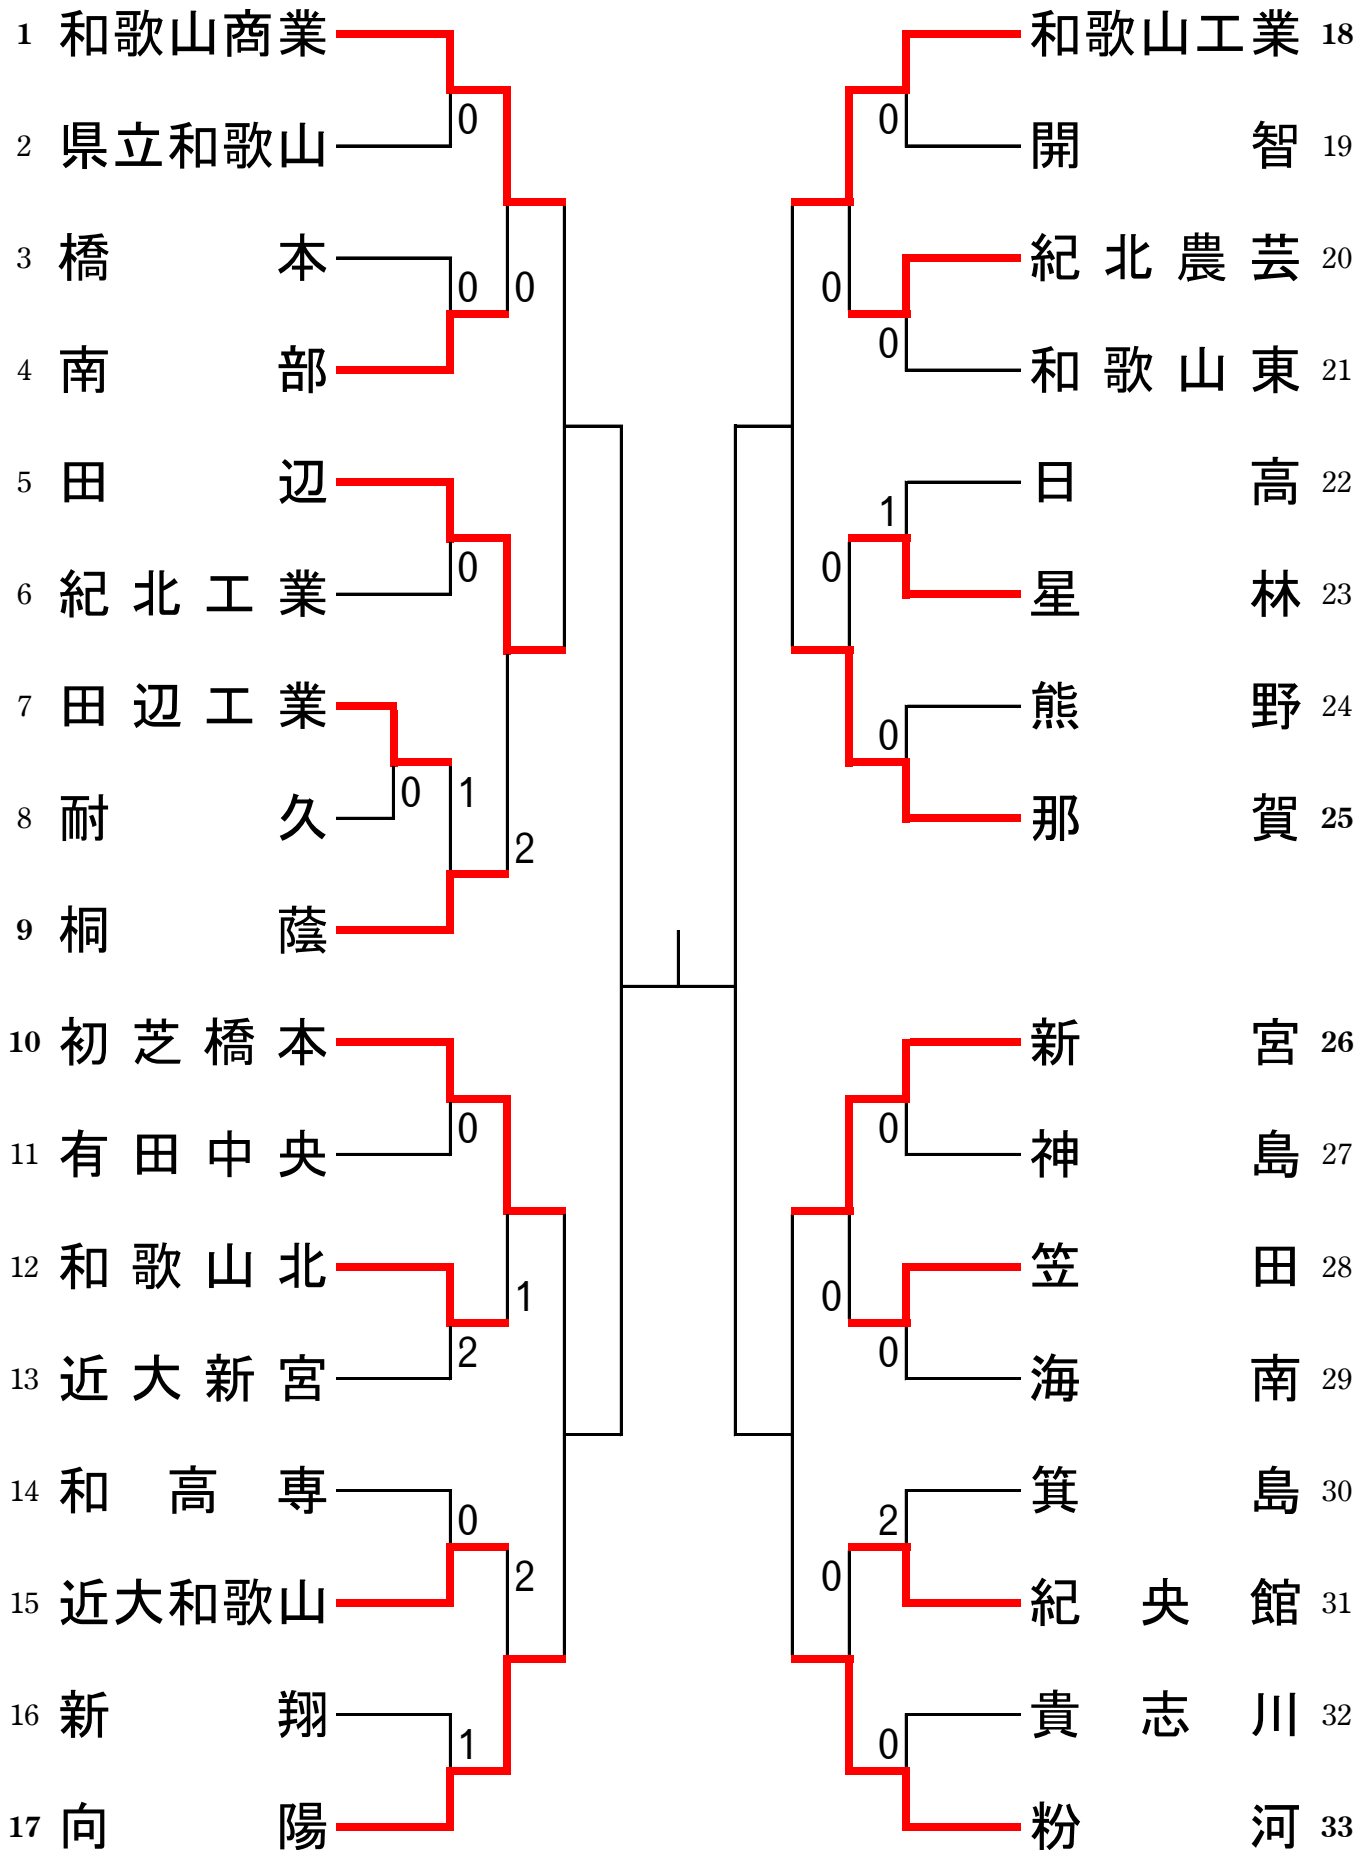 1 和歌山商業
0
2 県立和歌山
3 橋本
0 0
4 南部
5 田辺
0
6 紀北工業
7 田辺工業
0 1
8 耐久
2
9 桐蔭
10 初芝橋本
0
11 有田中央
12 和歌山北
1
2
13 近大新宮
14 和高専
0
2
15 近大和歌山
16 新翔
1
17 向陽
和歌山工業 18
0
開智 19
紀北農芸 20
0
0
和歌山東 21
日高 22
1
0
星林 23
熊野 24
0
那賀 25
新宮 26
0
神島 27
笠田 28
0
0
海南 29
箕島 30
2
0
紀央館 31
貴志川 32
0
粉河 33